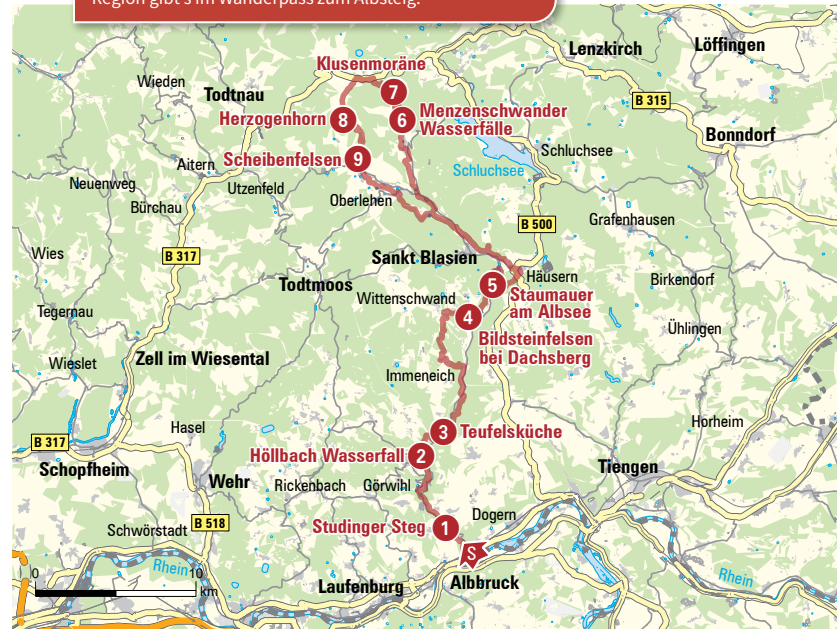 Region gibt's im Wanderpass zum Albsteig.
Lenzkirch
Löffingen
Klusenmoräne
Wieden
Todtnau
7
B 315
Herzogenhorn
8
6
Menzenschwander
Wasserfälle
Bonndorf
Scheibenfelsen
9
Aitern
Schluchsee
Schluchsee
Neuenweg
Utzenfeld
Oberlehen
Bürchau
Grafenhausen
B 500
Wies
B 317
Sankt Blasien
Häusern
Todtmoos
5
Staumauer
am Albsee
Birkendorf
Wittenschwand
Tegernau
4
Bildsteinfelsen
bei Dachsberg
Ühlingen
Wieslet
Zell im Wiesental
Immeneich
Horheim
Hasel
3
Teufelsküche
B 317
Höllbach Wasserfall
2
Schopfheim
Tiengen
Wehr
Rickenbach
Görwihl
Schwörstadt
B 518
Studinger Steg
1
Dogern
S
Rhein
0
10
km
Laufenburg
Albbruck
Rhein